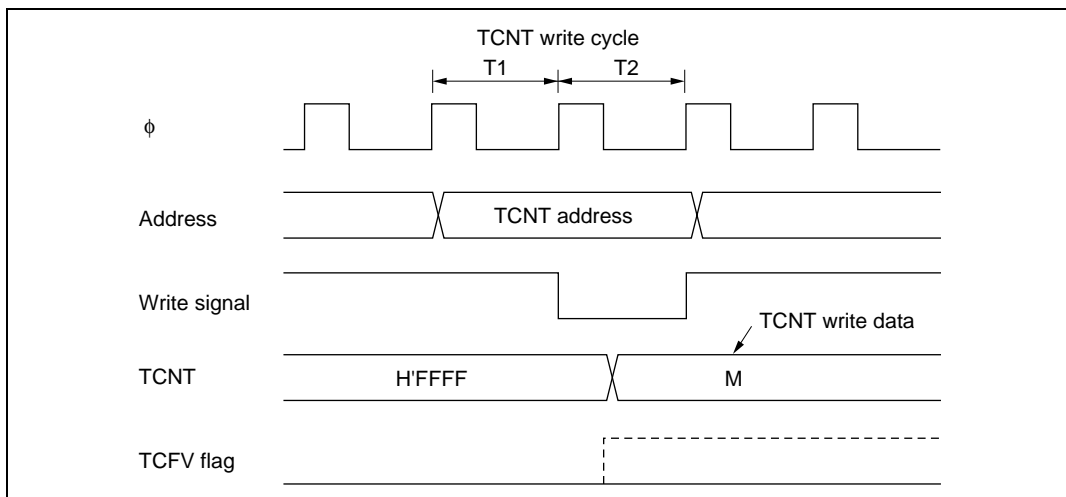 TCNT write cycle
T1 T2
ϕ
Address TCNT address
Write signal
TCNT write data
TCNT H'FFFF M
TCFV flag